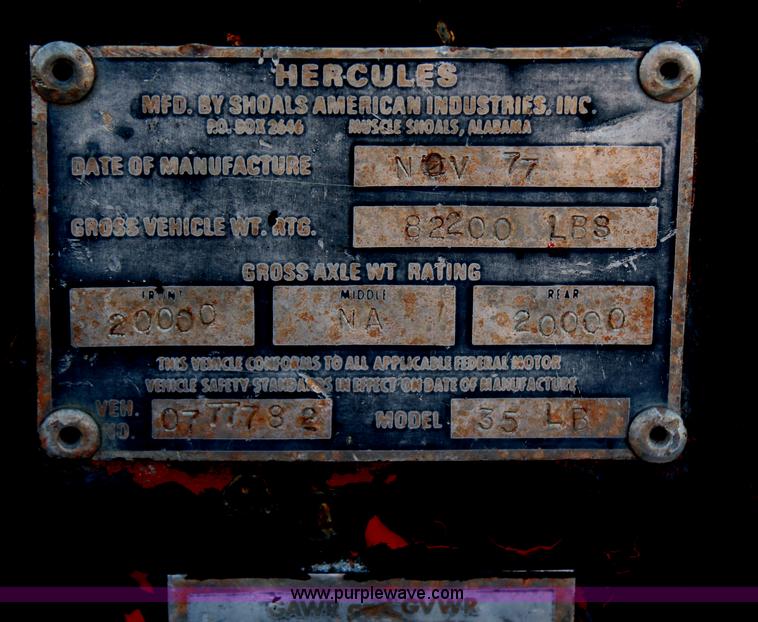 HERCULES
MFD. BY SHOALS AMERICAN INDUSTRIES, INC.
P.O. BOX 2646 MUSCLE SHOALS, ALABAMA
DATE OF MANUFACTURE NOV 77
GROSS VEHICLE WT. RTG. 82200 LBS
GROSS AXLE WT RATING
FRONT MIDDLE REAR
20000 NA 20000
THIS VEHICLE CONFORMS TO ALL APPLICABLE FEDERAL MOTOR
VEHICLE SAFETY STANDARDS IN EFFECT ON DATE OF MANUFACTURE
VEH. NO. 0777782 MODEL 35 LB
www.purplewave.com
GAWR GVWR